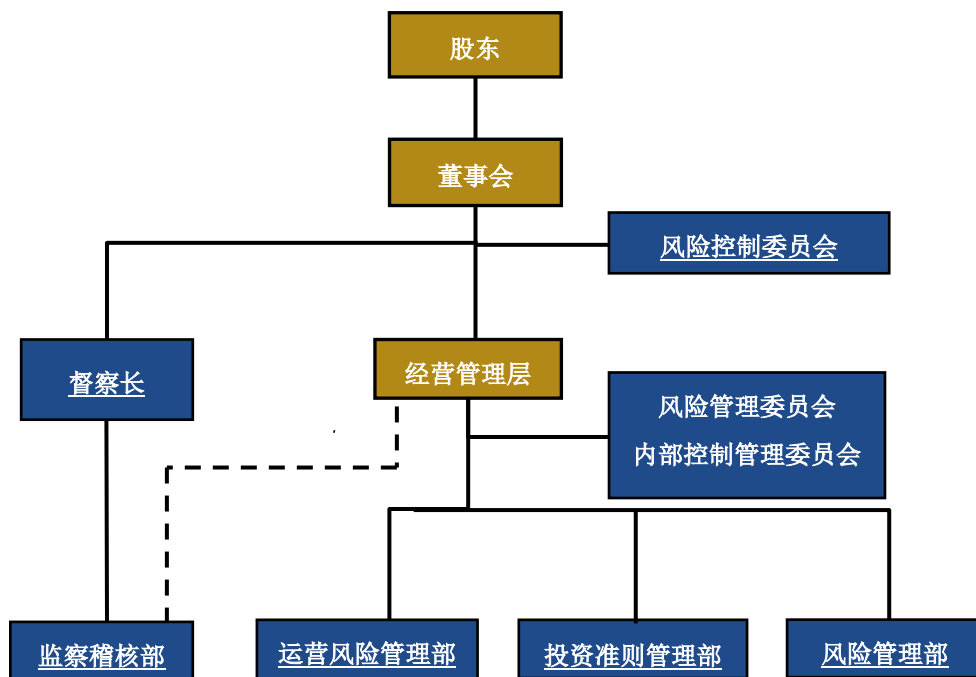 股东
董事会
风险控制委员会
督察长
经营管理层
风险管理委员会
内部控制管理委员会
监察稽核部
运营风险管理部
投资准则管理部
风险管理部